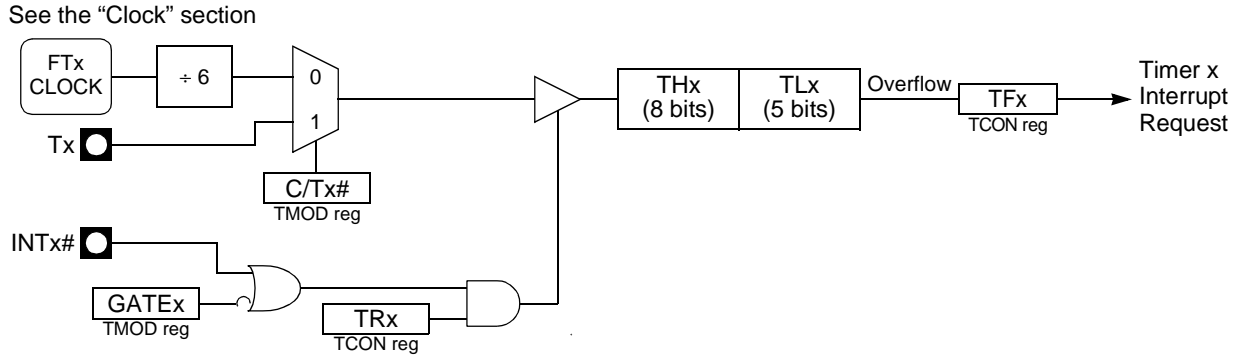 See the “Clock” section
FTx
CLOCK
÷ 6
0
1
Tx
C/Tx#
TMOD reg
THx
(8 bits)
TLx
(5 bits)
Overflow
TFx
TCON reg
Timer x
Interrupt
Request
INTx#
GATEx
TMOD reg
TRx
TCON reg